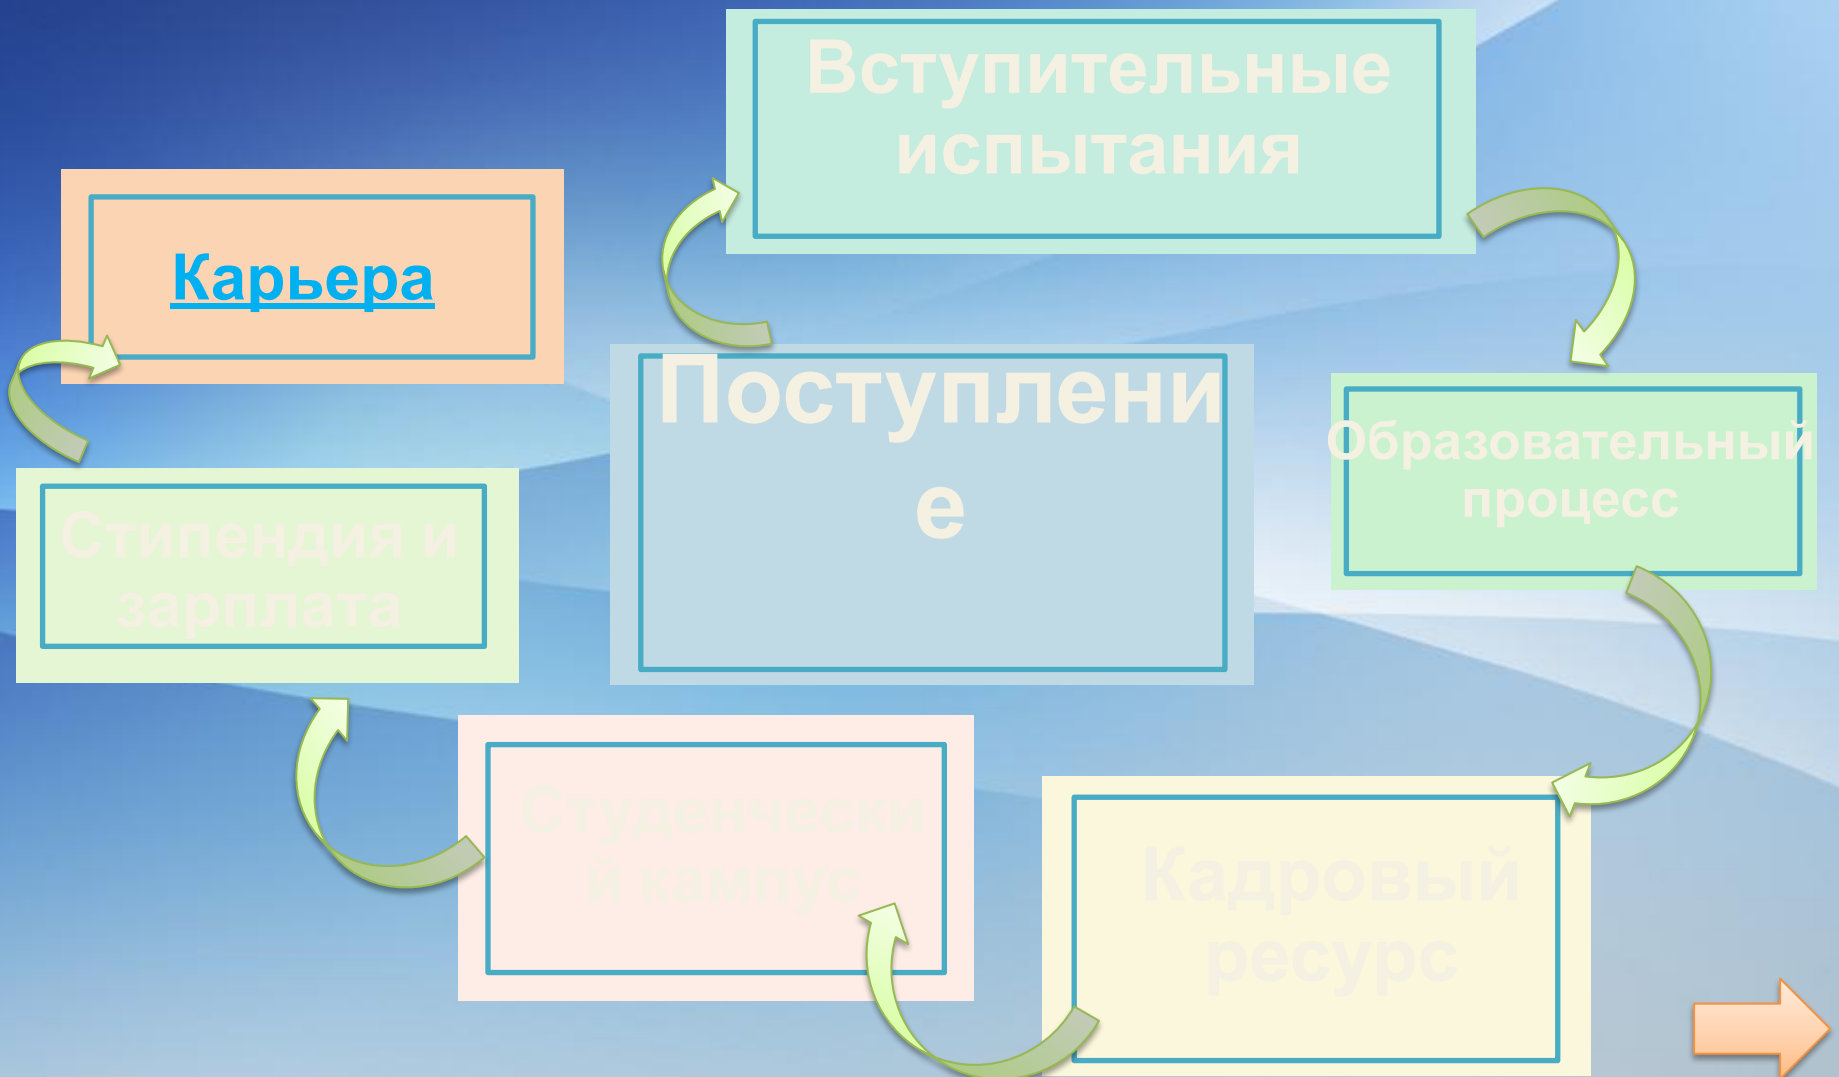 Вступительные
испытания
Карьера
Поступлени
е
Образовательный
процесс
Стипендия и
зарплата
Студенчески
й кампус
Кадровый
ресурс